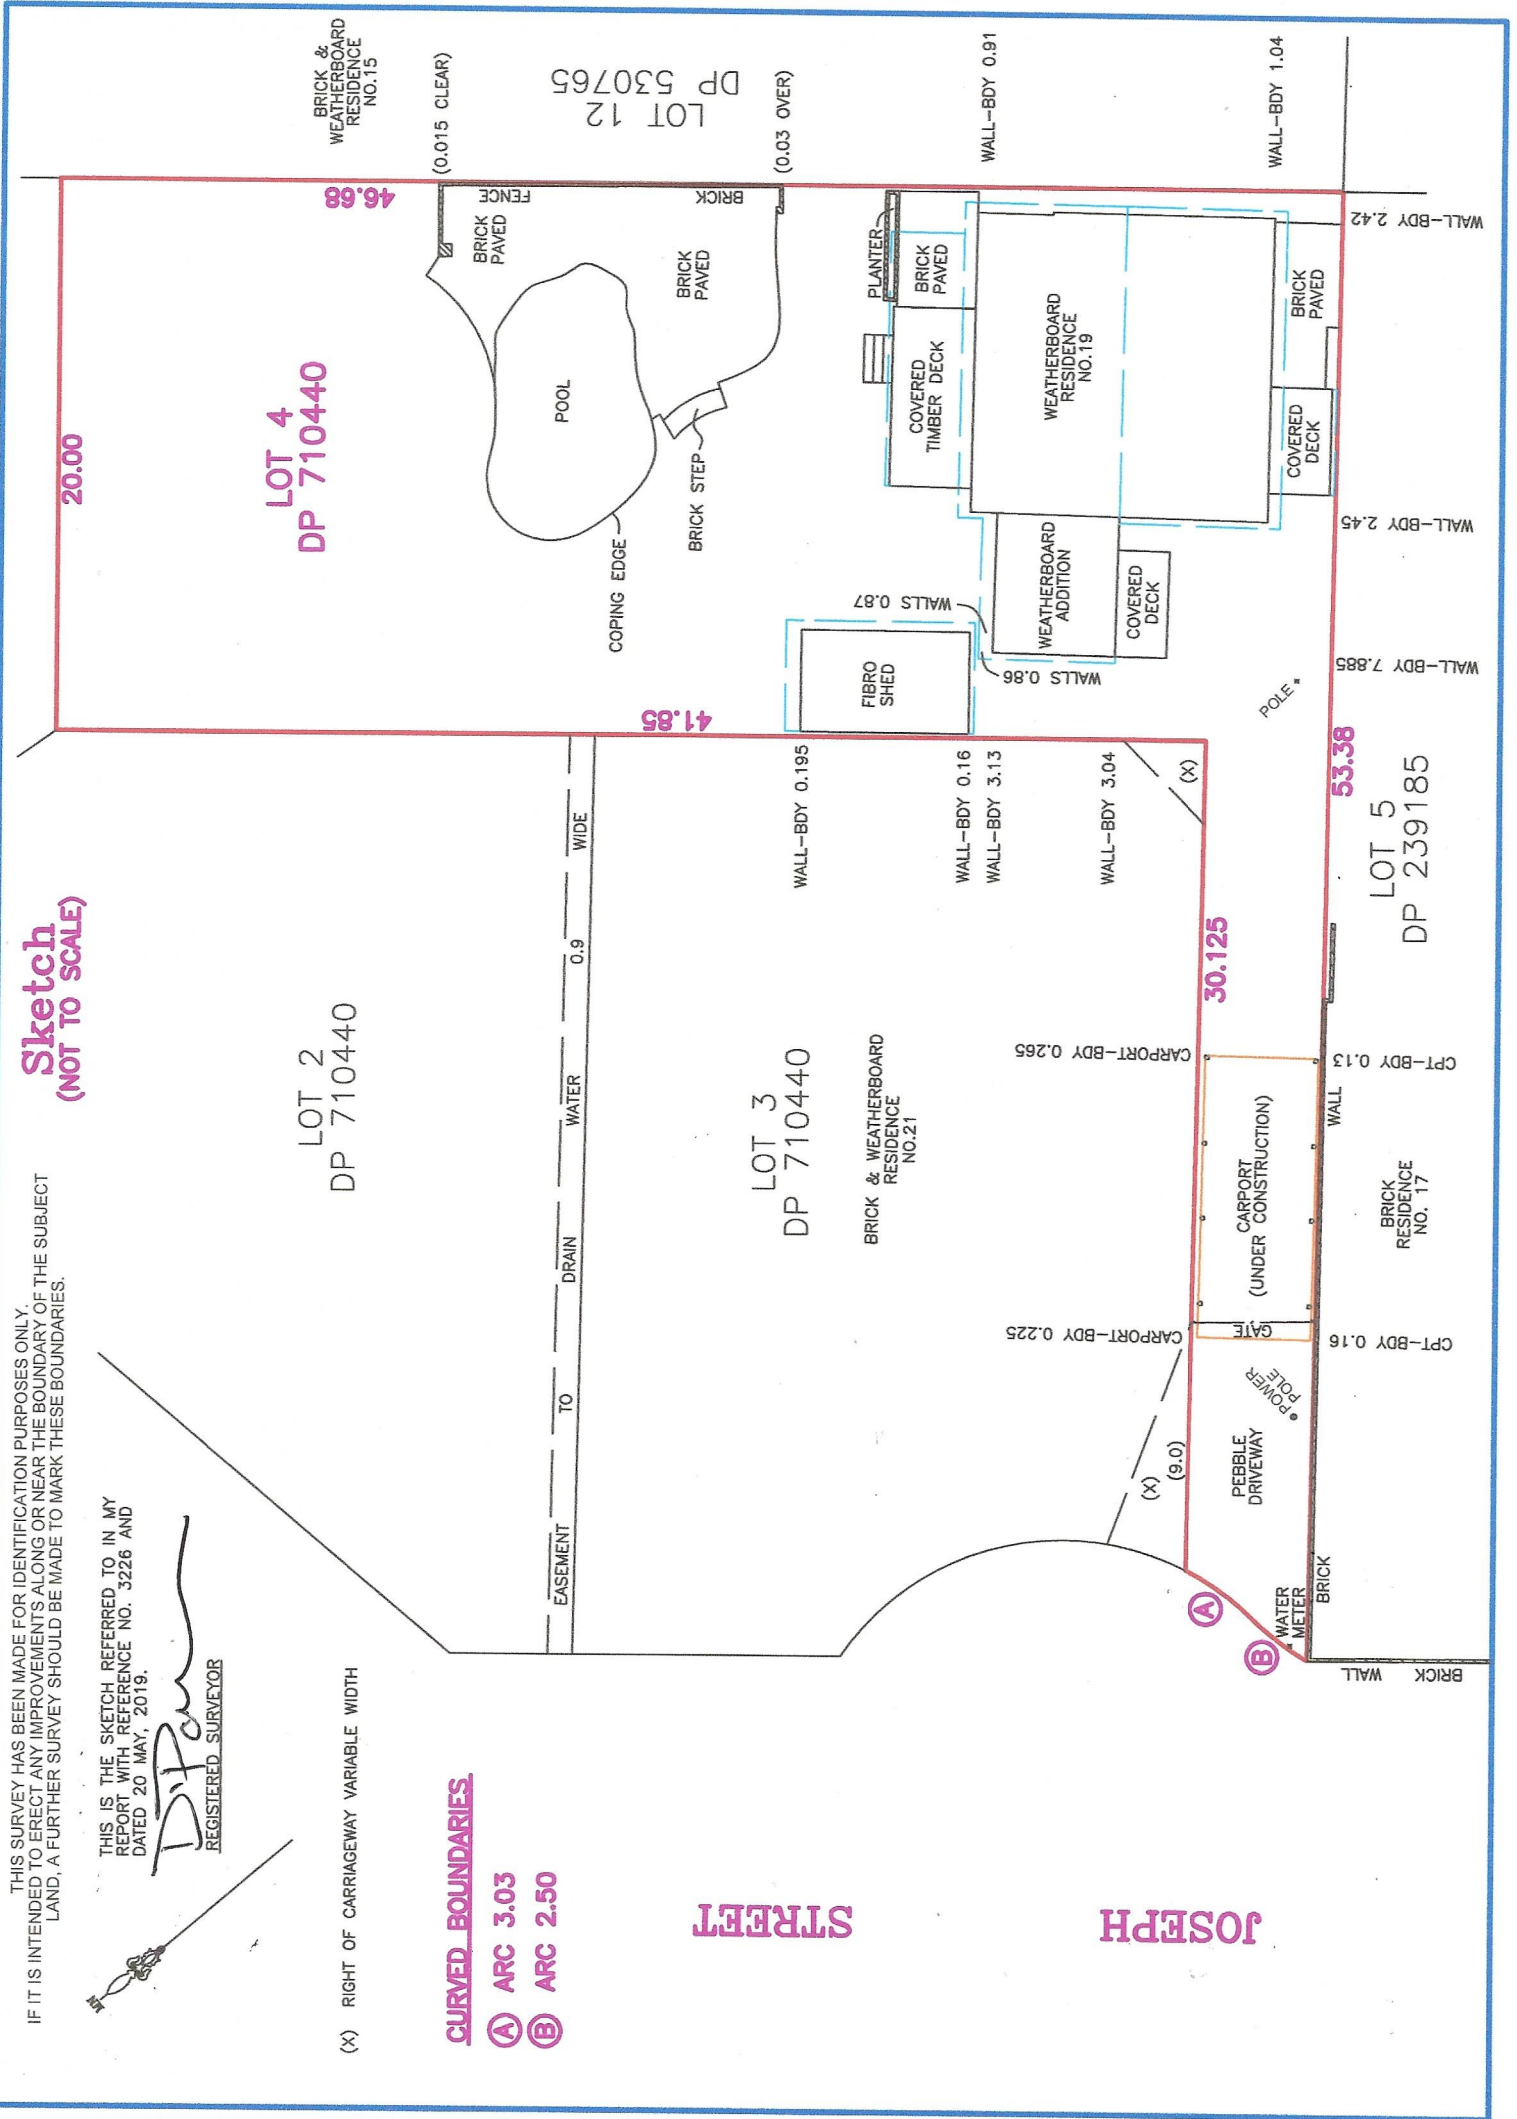 Sketch
(NOT TO SCALE)
THIS SURVEY HAS BEEN MADE FOR IDENTIFICATION PURPOSES ONLY.
IF IT IS INTENDED TO ERECT ANY IMPROVEMENTS ALONG OR NEAR THE BOUNDARY OF THE SUBJECT
LAND, A FURTHER SURVEY SHOULD BE MADE TO MARK THESE BOUNDARIES.
THIS IS THE SKETCH REFERRED TO IN MY
REPORT WITH REFERENCE NO. 3226 AND
DATED 20 MAY, 2019.
REGISTERED SURVEYOR
(X) RIGHT OF CARRIAGEWAY VARIABLE WIDTH
CURVED BOUNDARIES
A ARC 3.03
B ARC 2.50
JOSEPH
STREET
20.00
LOT 4
DP 710440
46.68
BRICK &
WEATHERBOARD
RESIDENCE
NO.15
(0.015 CLEAR)
LOT 12
DP 530765
(0.03 OVER)
WALL-BDY 0.91
WALL-BDY 1.04
BRICK
FENCE
BRICK
PAVED
BRICK
PAVED
POOL
BRICK STEP
COPING EDGE
PLANTER
BRICK
PAVED
COVERED
TIMBER DECK
WEATHERBOARD
RESIDENCE
NO.19
BRICK
PAVED
COVERED
DECK
WEATHERBOARD
ADDITION
COVERED
DECK
WALLS 0.87
WALLS 0.86
FIBRO
SHED
POLE
WALL-BDY 2.42
WALL-BDY 2.45
WALL-BDY 7.885
41.85
53.38
LOT 5
DP 239185
WALL-BDY 0.195
WALL-BDY 0.16
WALL-BDY 3.13
WALL-BDY 3.04
(X)
30.125
LOT 2
DP 710440
EASEMENT TO DRAIN WATER 0.9 WIDE
LOT 3
DP 710440
BRICK & WEATHERBOARD
RESIDENCE
NO.21
CARPORT-BDY 0.265
CARPORT-BDY 0.225
CPT-BDY 0.13
CPT-BDY 0.16
CARPORT
(UNDER CONSTRUCTION)
GATE
WALL
BRICK
RESIDENCE
NO. 17
POWER
POLE
PEBBLE
DRIVEWAY
(X)
(9.0)
A
B
WATER
METER
BRICK
BRICK WALL